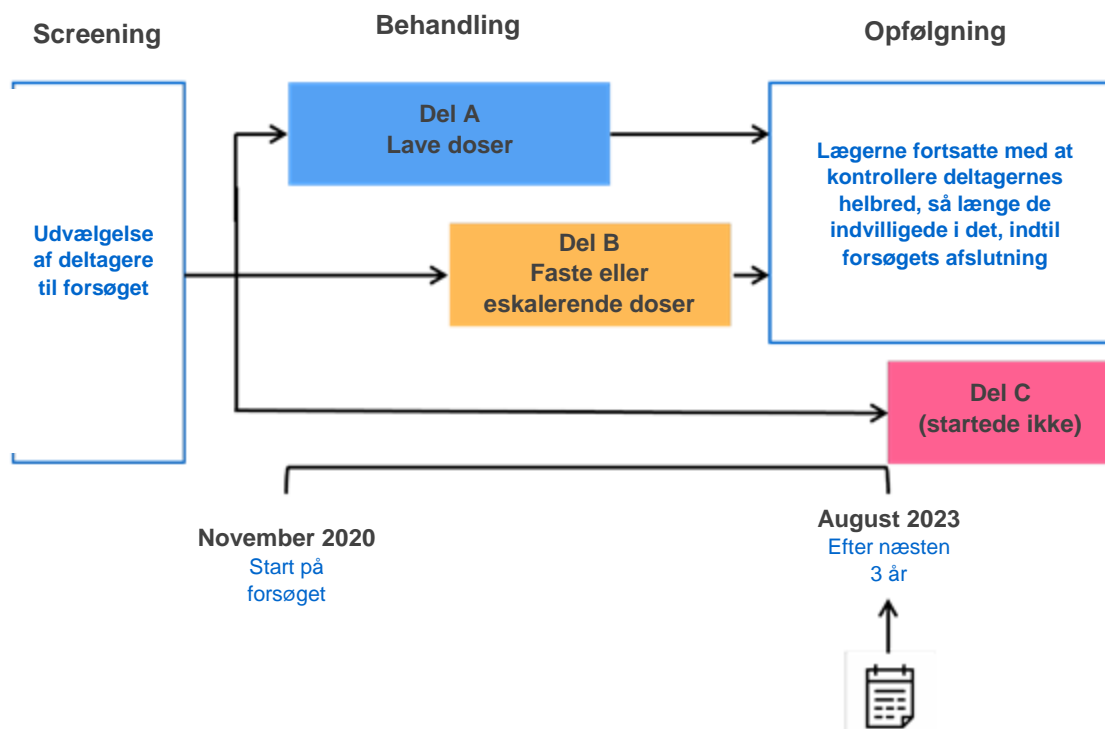 Screening
Behandling
Opfølgning
Udvælgelse
af deltagere
til forsøget
Del A
Lave doser
Del B
Faste eller
eskalerende doser
Lægerne fortsatte med at
kontrollere deltagernes
helbred, så længe de
indvilligede i det, indtil
forsøgets afslutning
Del C
(startede ikke)
November 2020
Start på
forsøget
August 2023
Efter næsten
3 år